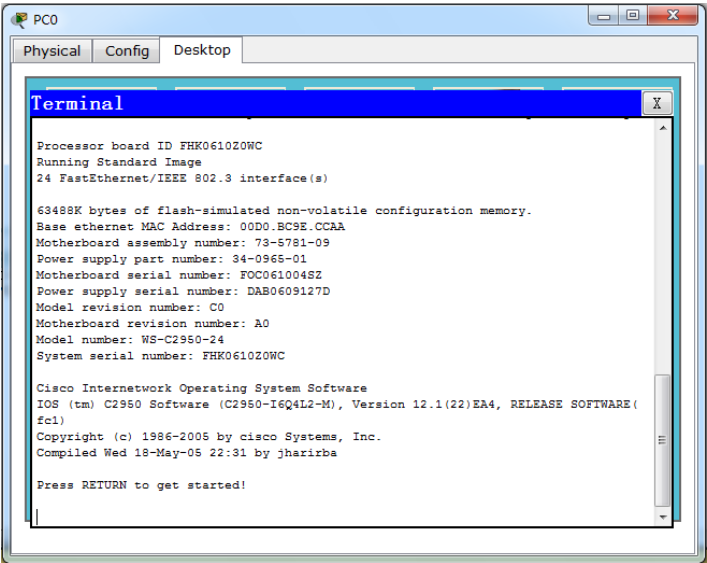 PC0
Physical Config Desktop
Terminal X
Processor board ID FHK0610Z0WC
Running Standard Image
24 FastEthernet/IEEE 802.3 interface(s)
63488K bytes of flash-simulated non-volatile configuration memory.
Base ethernet MAC Address: 00D0.BC9E.CCAA
Motherboard assembly number: 73-5781-09
Power supply part number: 34-0965-01
Motherboard serial number: FOC061004SZ
Power supply serial number: DAB0609127D
Model revision number: C0
Motherboard revision number: A0
Model number: WS-C2950-24
System serial number: FHK0610Z0WC
Cisco Internetwork Operating System Software
IOS (tm) C2950 Software (C2950-I6Q4L2-M), Version 12.1(22)EA4, RELEASE SOFTWARE(
fc1)
Copyright (c) 1986-2005 by cisco Systems, Inc.
Compiled Wed 18-May-05 22:31 by jharirba
Press RETURN to get started!